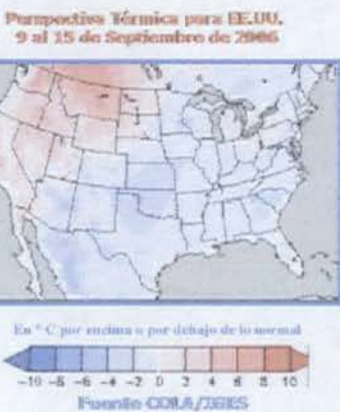 Perspectiva Térmica para EE.UU.
9 al 15 de Septiembre de 2006
En ° C por encima o por debajo de lo normal
-10 -8 -6 -4 -2 0 2 4 6 8 10
Fuente COLA/IGES